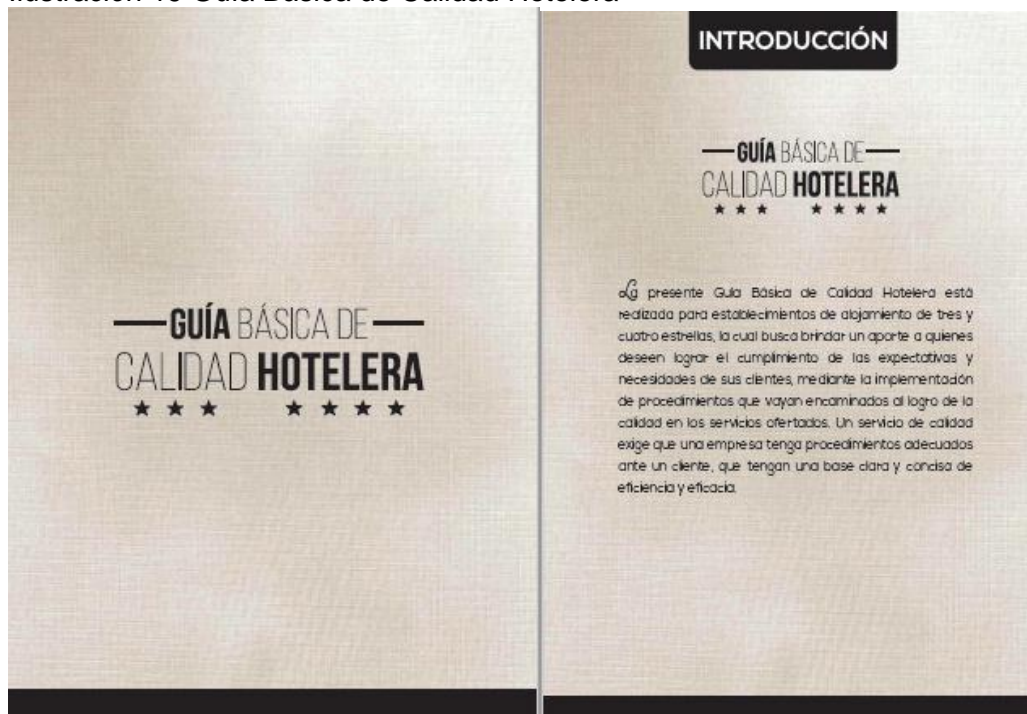 Guía Básica de Calidad Hotelera
GUÍA BÁSICA DE
CALIDAD HOTELERA
INTRODUCCIÓN
GUÍA BÁSICA DE
CALIDAD HOTELERA
La presente Guía Básica de Calidad Hotelera está
realizada para establecimientos de alojamiento de tres y
cuatro estrellas, la cual busca brindar un aporte a quienes
deseen lograr el cumplimiento de las expectativas y
necesidades de sus clientes, mediante la implementación
de procedimientos que vayan encaminados al logro de la
calidad en los servicios ofertados. Un servicio de calidad
exige que una empresa tenga procedimientos adecuados
ante un cliente, que tengan una base clara y concisa de
eficiencia y eficacia.